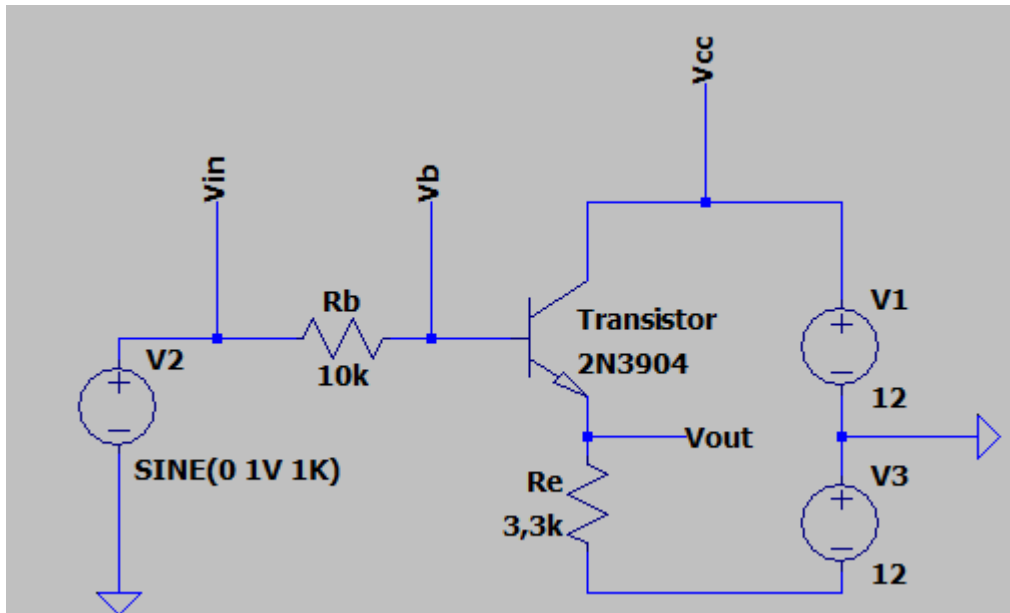 Vcc
Vin
Vb
Rb
10k
V2
SINE(0 1V 1K)
Transistor
2N3904
V1
12
Vout
Re
3,3k
V3
12